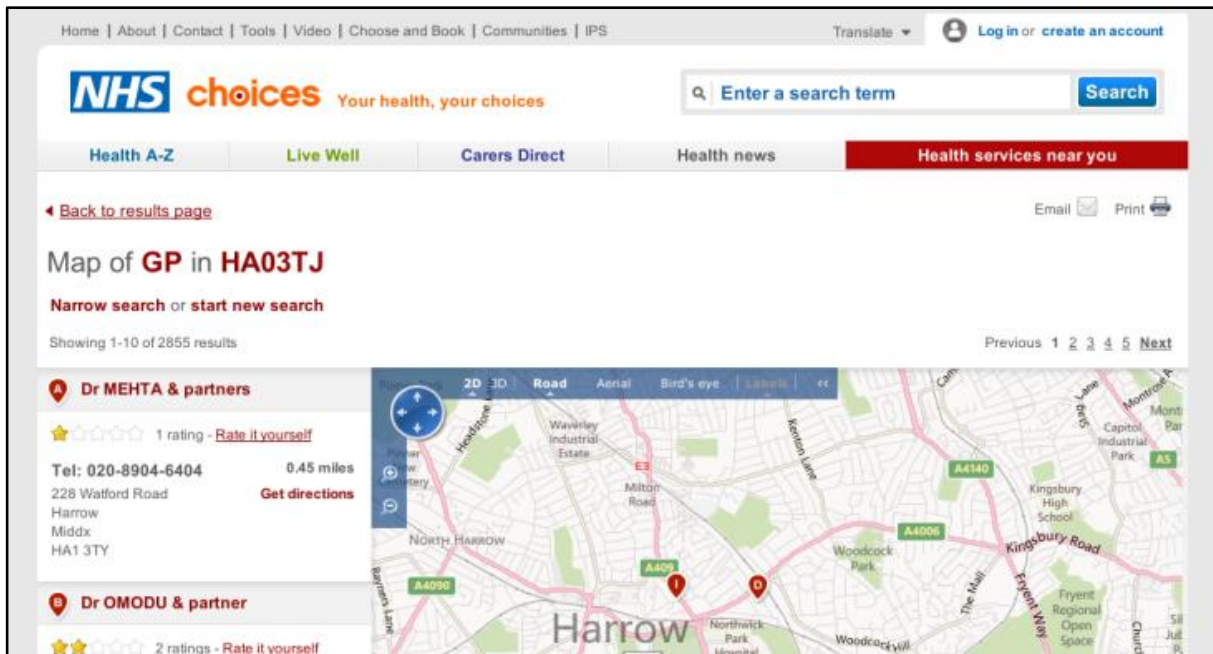 Home | About | Contact | Tools | Video | Choose and Book | Communities | IPS
Translate
Log in or create an account
NHS choices Your health, your choices
Enter a search term
Search
Health A-Z
Live Well
Carers Direct
Health news
Health services near you
Back to results page
Email
Print
Map of GP in HA03TJ
Narrow search or start new search
Showing 1-10 of 2855 results
Previous 1 2 3 4 5 Next
A Dr MEHTA & partners
1 rating - Rate it yourself
Tel: 020-8904-6404 0.45 miles
228 Watford Road Get directions
Harrow
Middx
HA1 3TY
B Dr OMODU & partner
2 ratings - Rate it yourself
2D 3D | Road Aerial Bird's eye | Labels | <<
Headstone Lane
Waverley
Industrial
Estate
Kenton Lane
E3
Milton
Road
A4140
Capitol
Industrial
Park
A5
Kingsbury
High
School
NORTH HARROW
A4006
Kingsbury Road
Woodcock
Park
Rayners Lane
A4090
A409
I
D
The Mall
Fryent Way
Fryent
Regional
Open
Space
Harrow
Northwick
Park
Hospital
Woodcock Hill